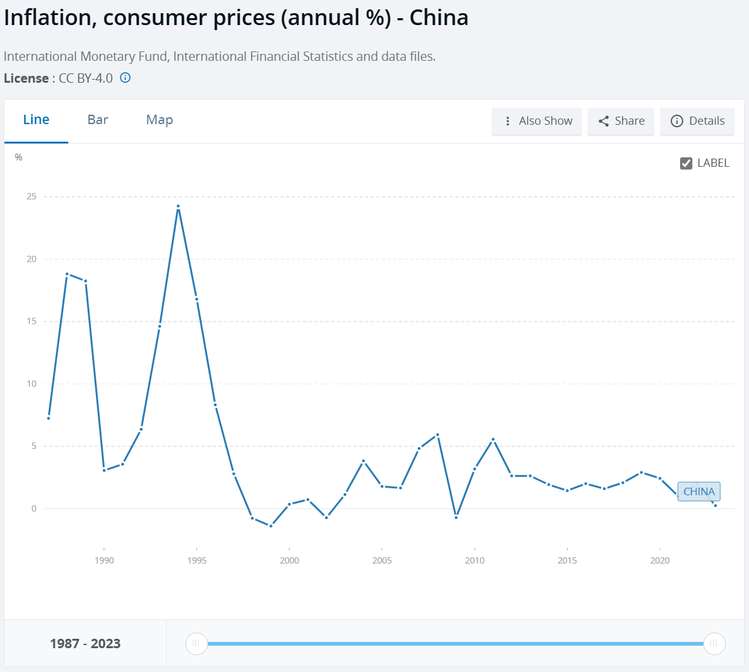 Inflation, consumer prices (annual %) - China
International Monetary Fund, International Financial Statistics and data files.
License : CC BY-4.0
Line Bar Map Also Show Share Details
%
LABEL
25
20
15
10
5
CHINA
0
1990 1995 2000 2005 2010 2015 2020
1987 - 2023